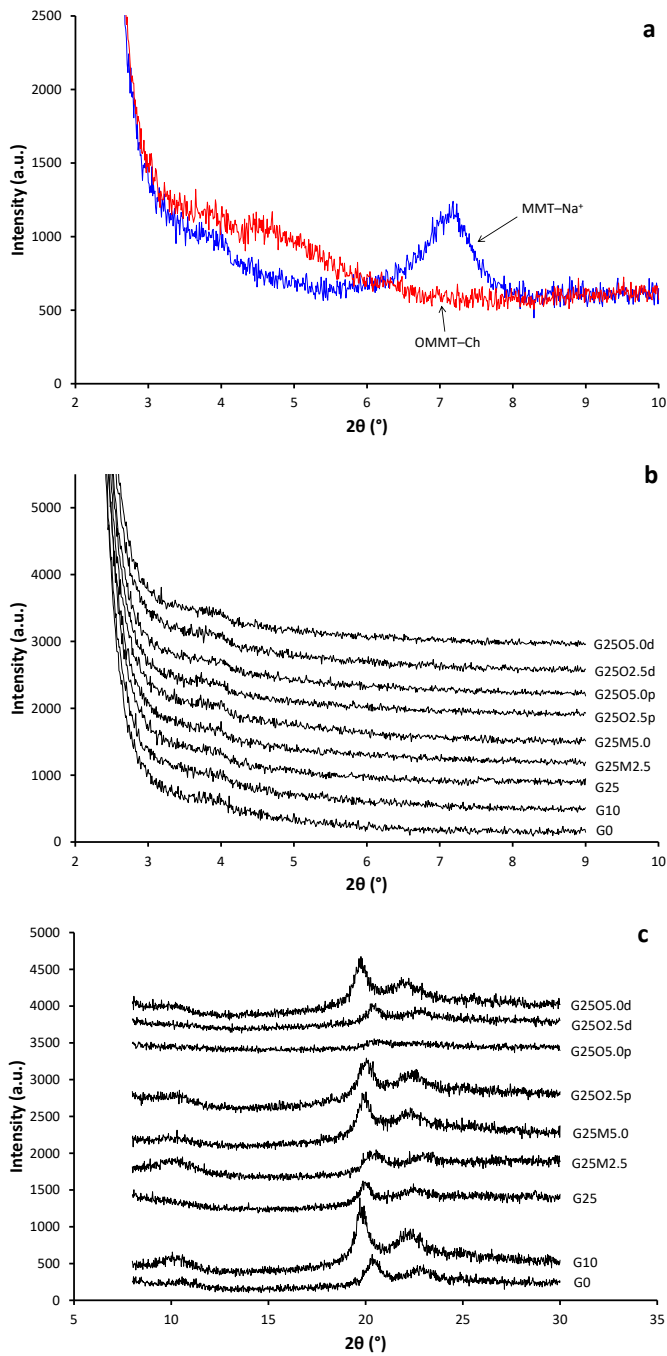 a
2500
2000
1500
1000
500
0
Intensity (a.u.)
MMT–Na⁺
OMMT–Ch
2 3 4 5 6 7 8 9 10
2θ (°)
b
5000
4000
3000
2000
1000
0
Intensity (a.u.)
G25O5.0d
G25O2.5d
G25O5.0p
G25O2.5p
G25M5.0
G25M2.5
G25
G10
G0
2 3 4 5 6 7 8 9 10
2θ (°)
c
5000
4500
4000
3500
3000
2500
2000
1500
1000
500
0
Intensity (a.u.)
G25O5.0d
G25O2.5d
G25O5.0p
G25O2.5p
G25M5.0
G25M2.5
G25
G10
G0
5 10 15 20 25 30 35
2θ (°)